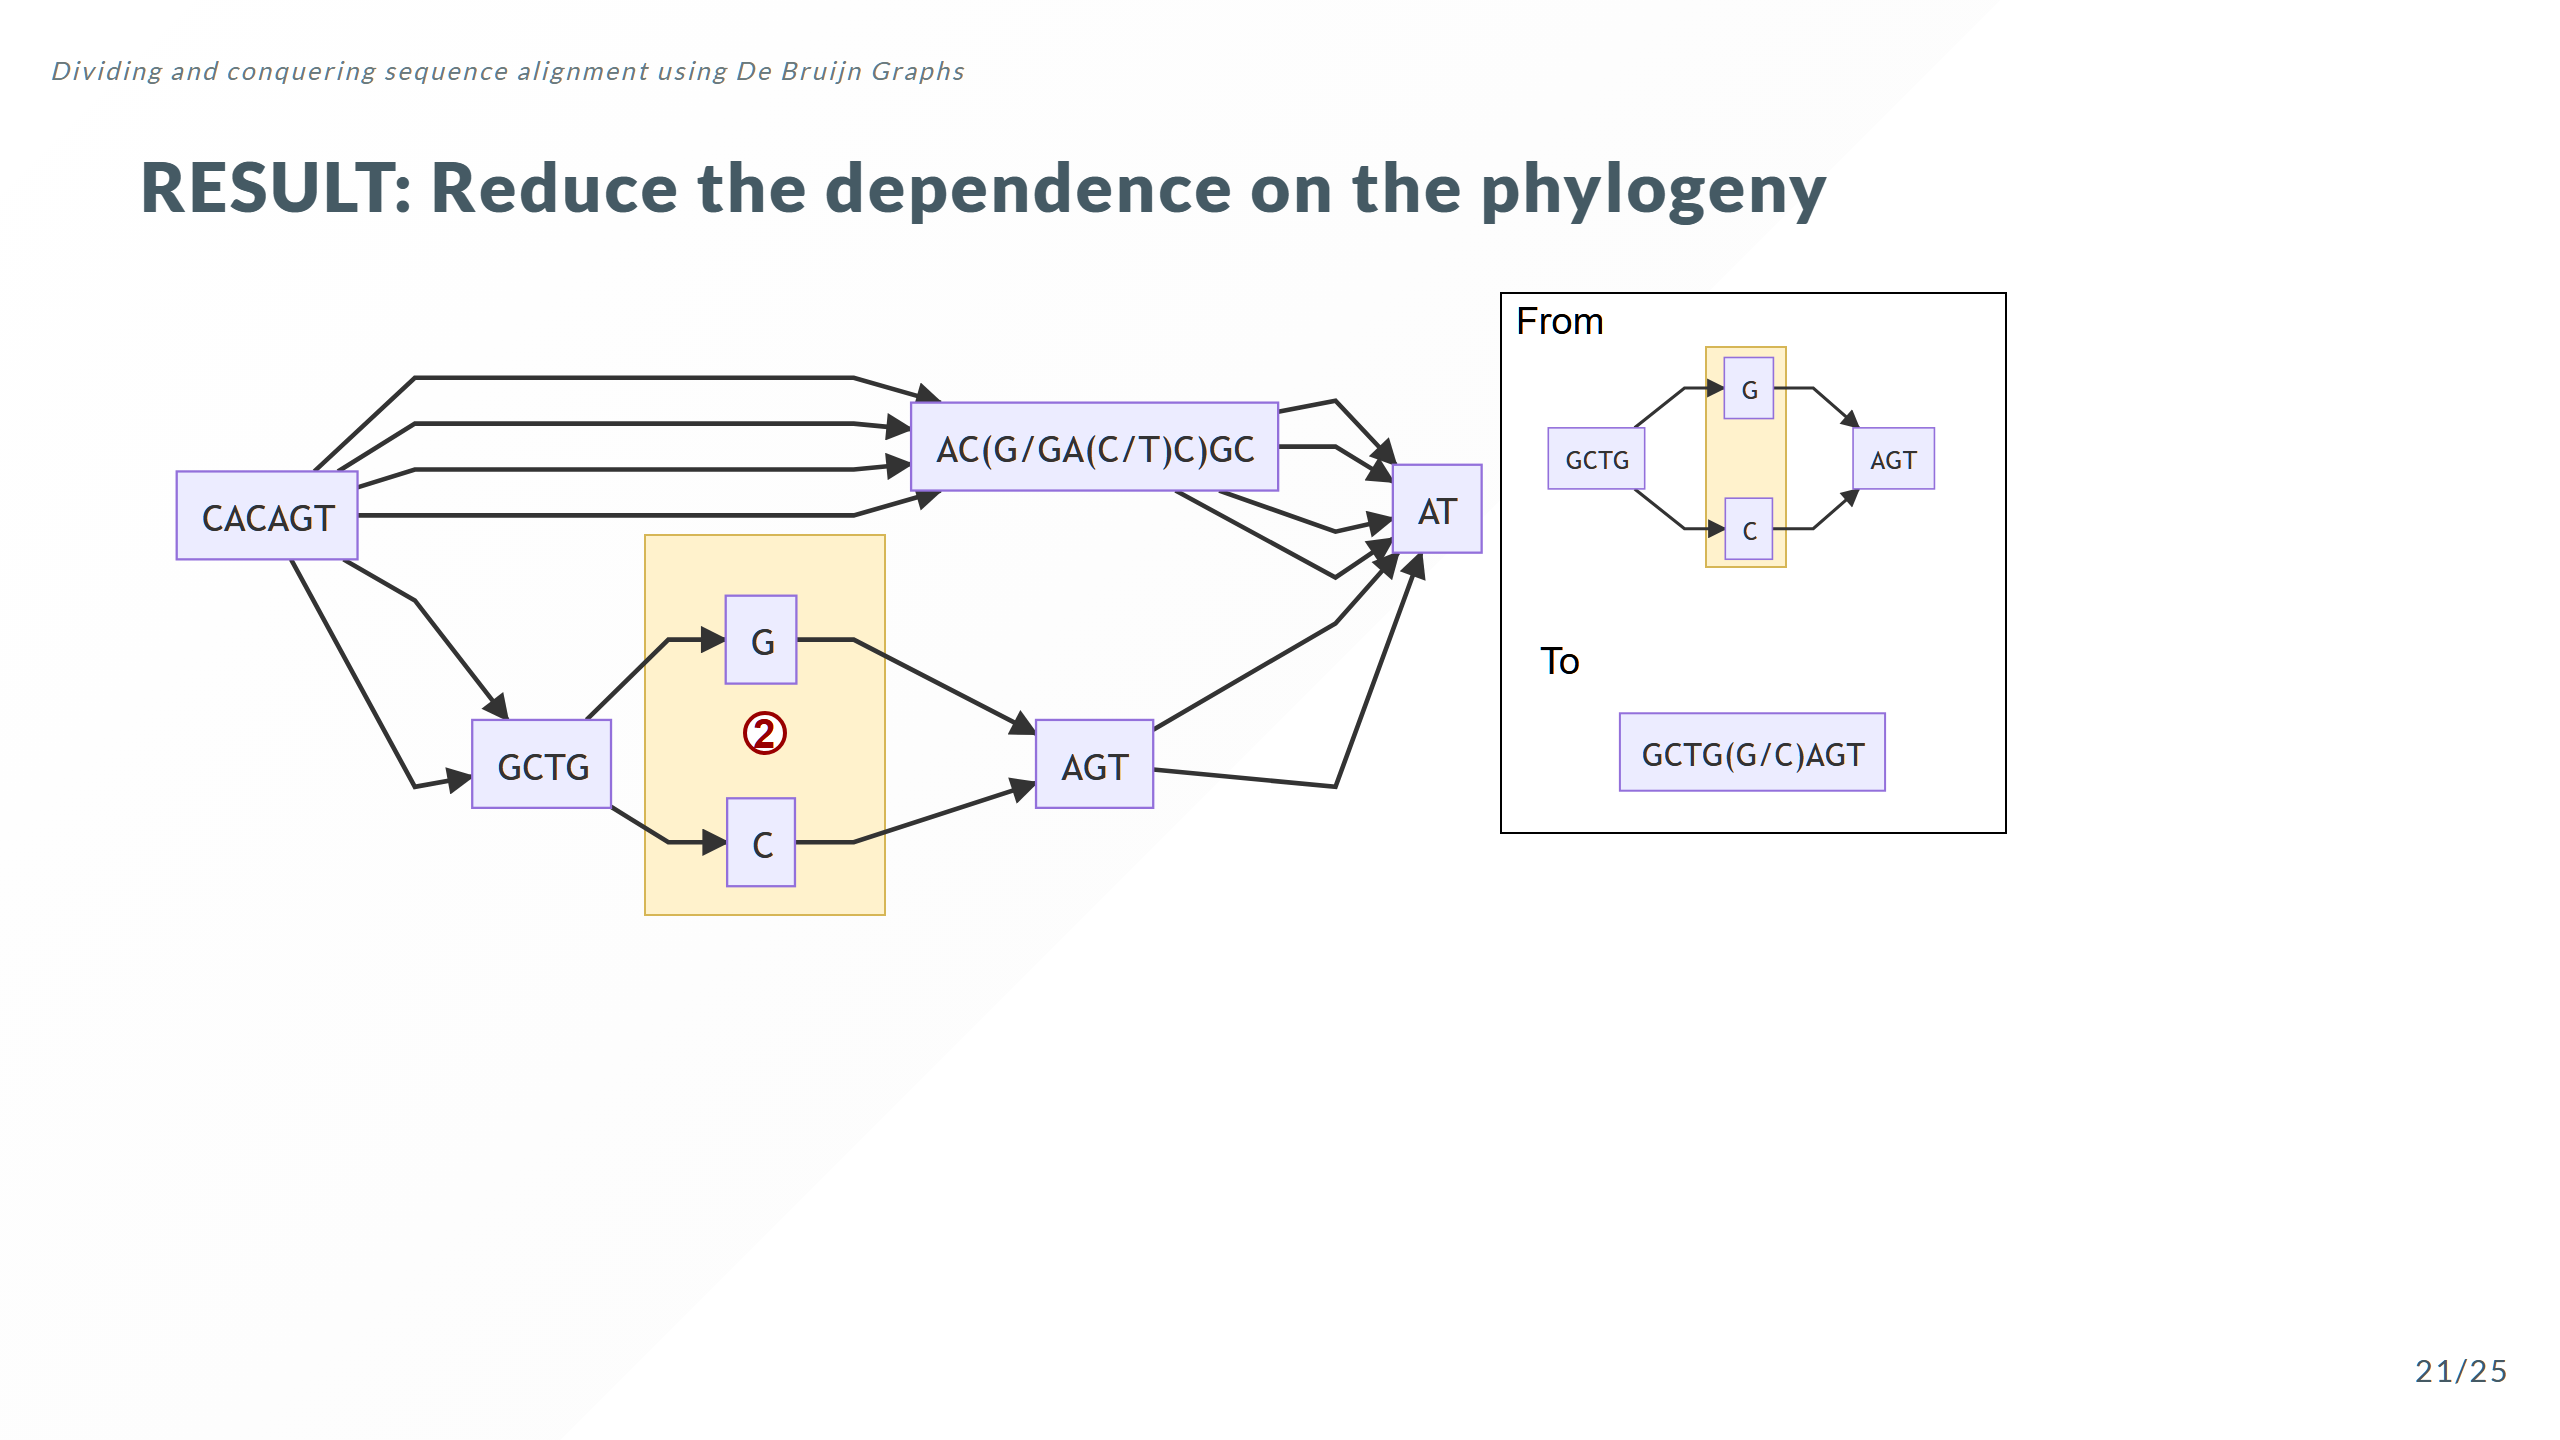 Dividing and conquering sequence alignment using De Bruijn Graphs
RESULT: Reduce the dependence on the phylogeny
CACAGT
AC(G/GA(C/T)C)GC
AT
G
②
GCTG
AGT
C
From
G
GCTG
AGT
C
To
GCTG(G/C)AGT
21/25